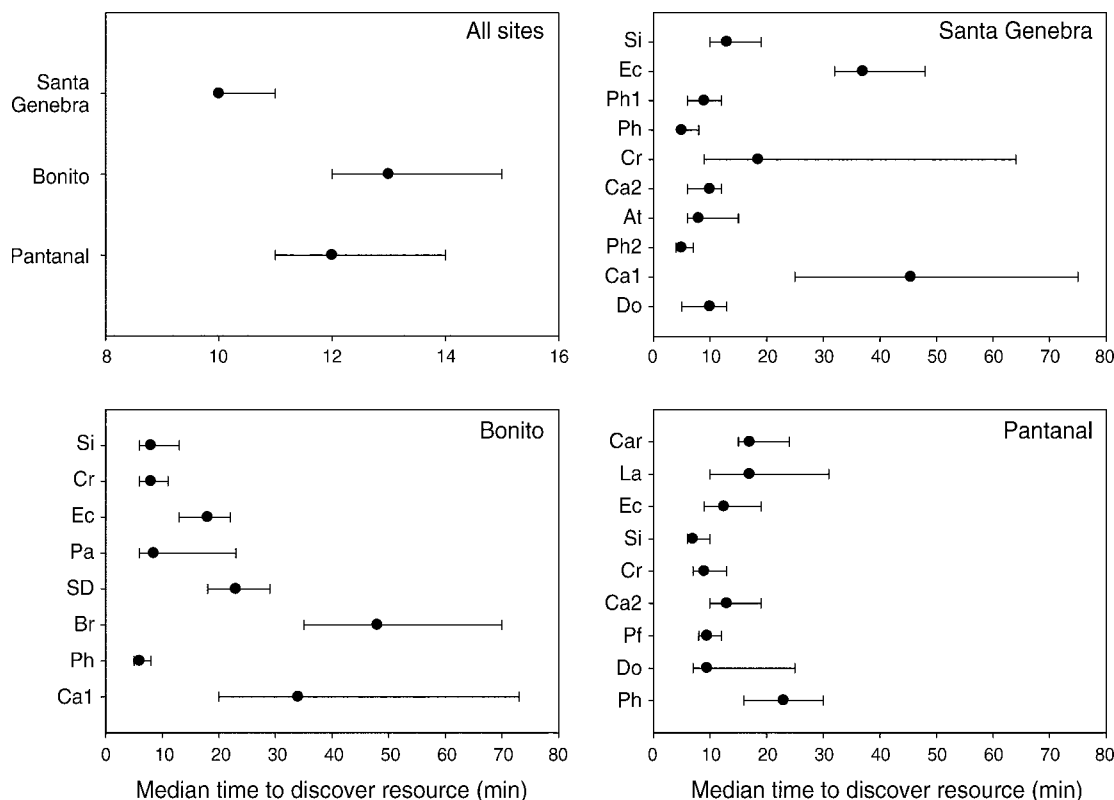 All sites
Santa
Genebra
Bonito
Pantanal
8 10 12 14 16
Santa Genebra
Si
Ec
Ph1
Ph
Cr
Ca2
At
Ph2
Ca1
Do
0 10 20 30 40 50 60 70 80
Bonito
Si
Cr
Ec
Pa
SD
Br
Ph
Ca1
0 10 20 30 40 50 60 70 80
Median time to discover resource (min)
Pantanal
Car
La
Ec
Si
Cr
Ca2
Pf
Do
Ph
0 10 20 30 40 50 60 70 80
Median time to discover resource (min)